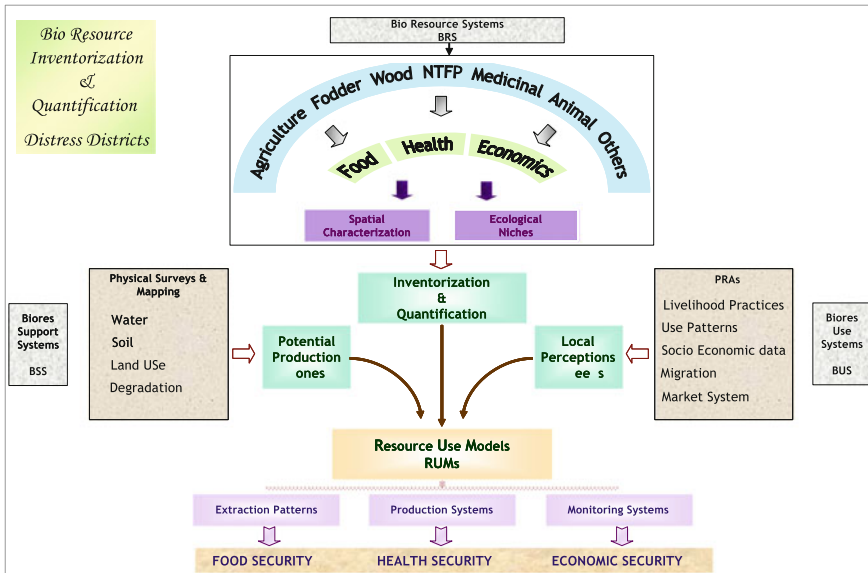 Bio Resource
Inventorization
&
Quantification
Distress Districts
Bio Resource Systems
BRS
Agriculture Fodder Wood NTFP Medicinal Animal Others
Food Health Economics
Spatial
Characterization
Ecological
Niches
Inventorization
&
Quantification
Biores
Support
Systems
BSS
Physical Surveys &
Mapping
Water
Soil
Land USe
Degradation
Potential
Production
ones
Local
Perceptions
ee s
PRAs
Livelihood Practices
Use Patterns
Socio Economic data
Migration
Market System
Biores
Use
Systems
BUS
Resource Use Models
RUMs
Extraction Patterns
Production Systems
Monitoring Systems
FOOD SECURITY
HEALTH SECURITY
ECONOMIC SECURITY